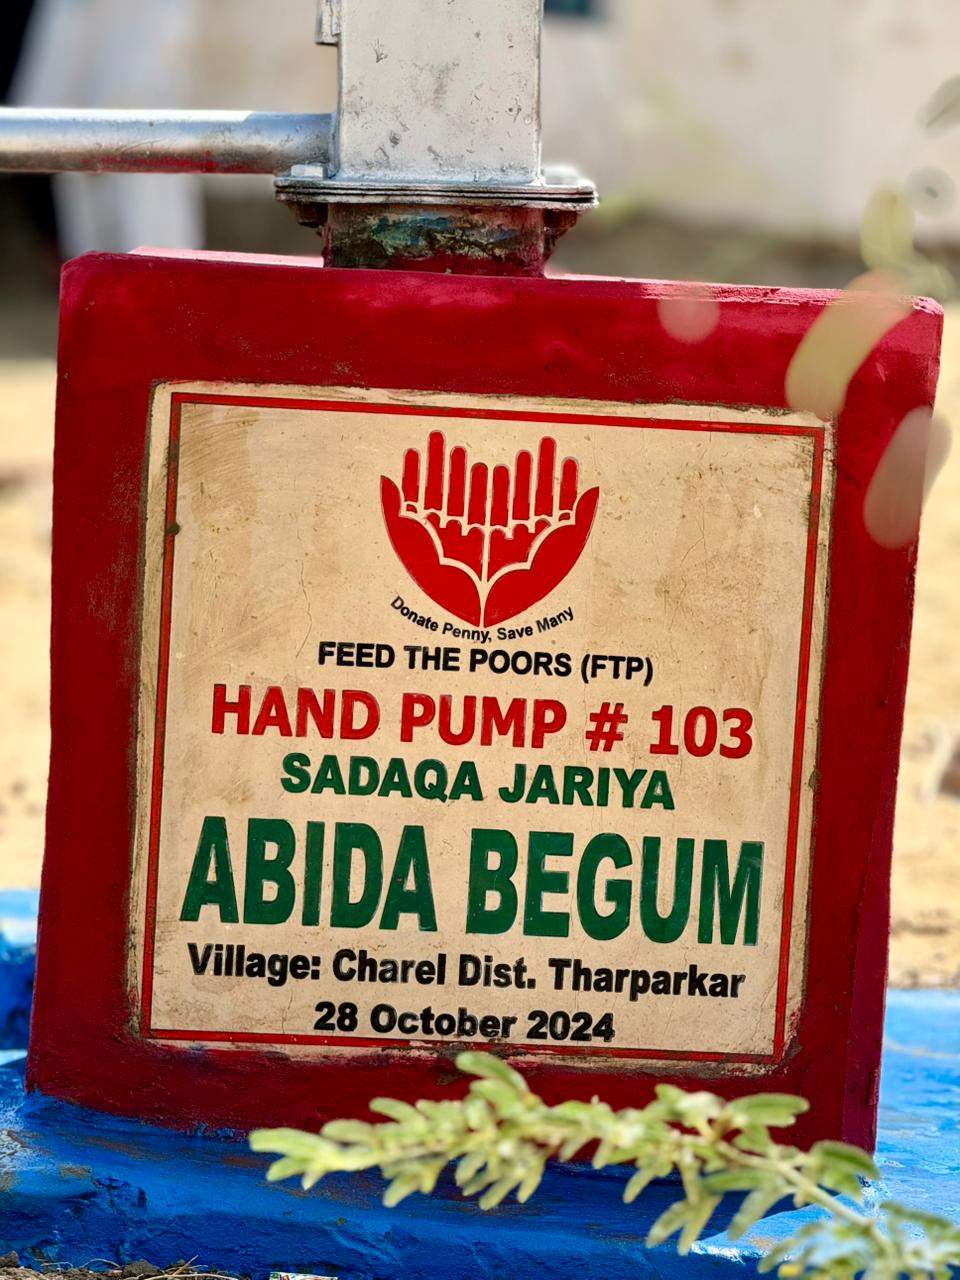 Donate Penny, Save Many
FEED THE POORS (FTP)
HAND PUMP # 103
SADAQA JARIYA
ABIDA BEGUM
Village: Charel Dist. Tharparkar
28 October 2024